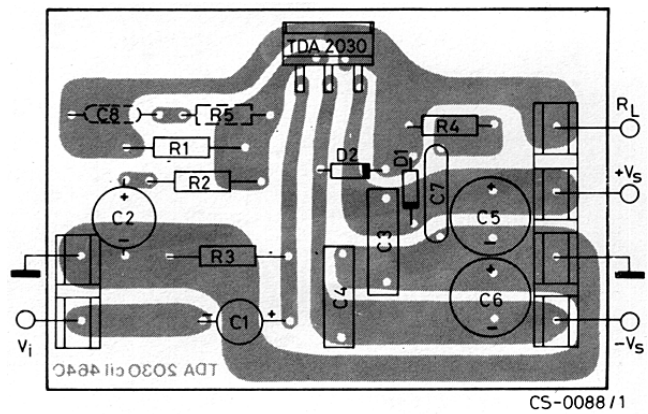 TDA 2030
C8
R5
R4
RL
R1
D2
D1
R2
C7
+Vs
C2
+
−
+
C5
−
C3
R3
C4
+
C6
−
− C1 +
Vi
−Vs
TDA 2030 cil 464C
CS-0088/1